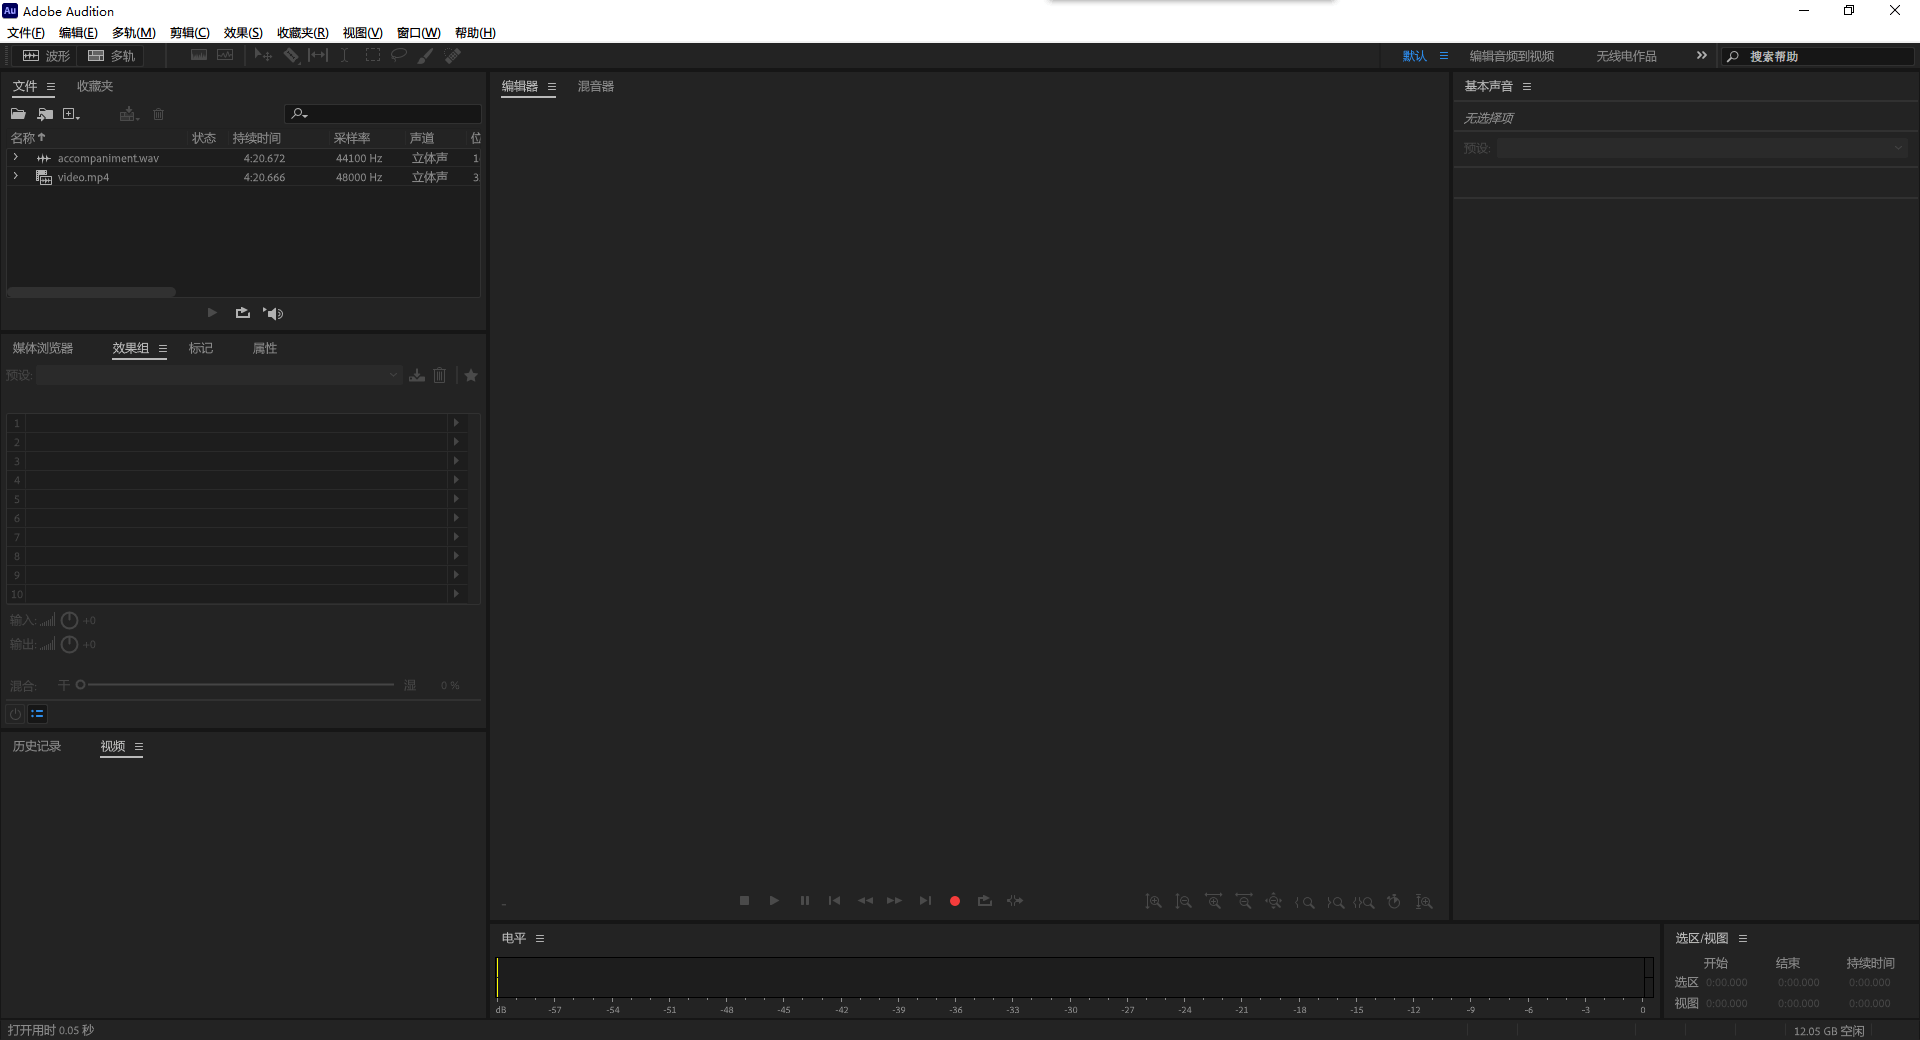 Au Adobe Audition
文件(F) 编辑(E) 多轨(M) 剪辑(C) 效果(S) 收藏夹(R) 视图(V) 窗口(W) 帮助(H)
波形 多轨 默认 编辑音频到视频 无线电作品 搜索帮助
文件 收藏夹
名称 状态 持续时间 采样率 声道 位
accompaniment.wav 4:20.672 44100 Hz 立体声
video.mp4 4:20.666 48000 Hz 立体声
媒体浏览器 效果组 标记 属性
预设:
1
2
3
4
5
6
7
8
9
10
输入: +0
输出: +0
混合: 干 湿 0 %
历史记录 视频
编辑器 混音器
电平
dB -57 -54 -51 -48 -45 -42 -39 -36 -33 -30 -27 -24 -21 -18 -15 -12 -9 -6 -3 0
基本声音
无选择项
预设:
选区/视图
开始 结束 持续时间
选区 0:00.000 0:00.000 0:00.000
视图 0:00.000 0:00.000 0:00.000
打开用时 0.05 秒
12.05 GB 空闲